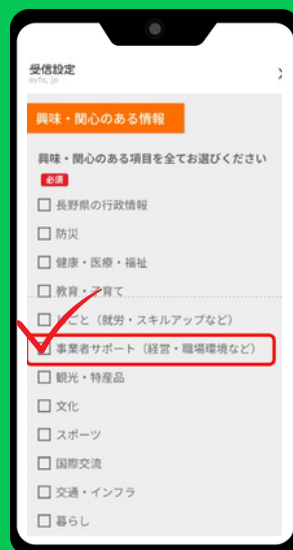 受信設定
興味・関心のある情報
興味・関心のある項目を全てお選びください
必須
長野県の行政情報
防災
健康・医療・福祉
教育・子育て
しごと（就労・スキルアップなど）
事業者サポート（経営・職場環境など）
観光・特産品
文化
スポーツ
国際交流
交通・インフラ
暮らし